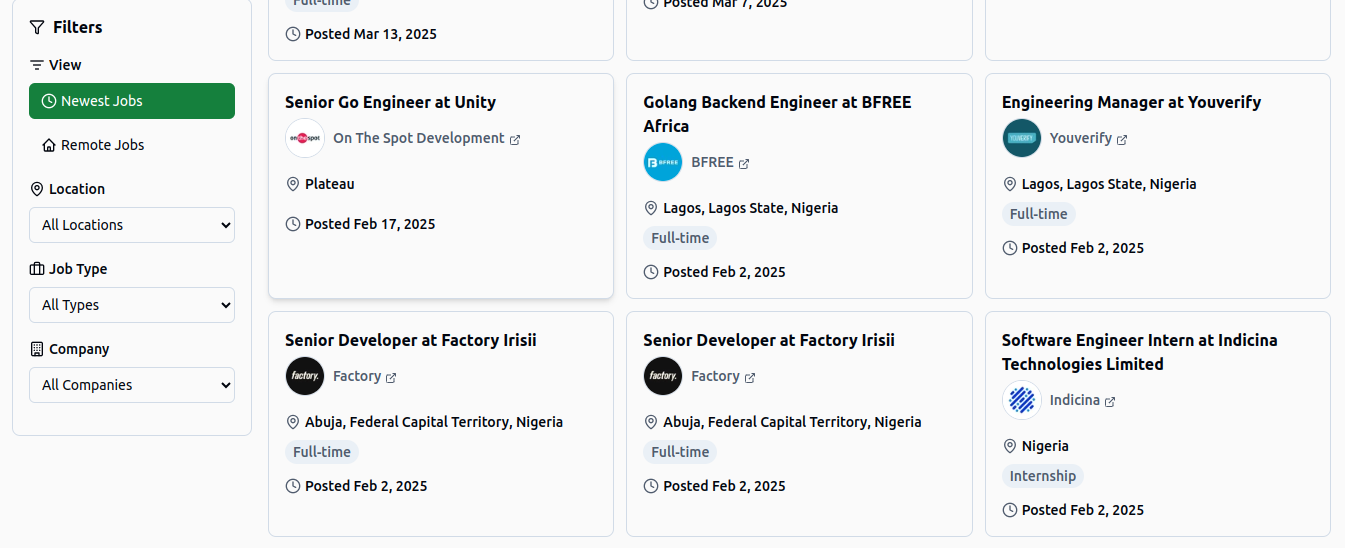 Filters
View
Newest Jobs
Remote Jobs
Location
All Locations
Job Type
All Types
Company
All Companies
Full-time
Posted Mar 13, 2025
Posted Mar 7, 2025
Senior Go Engineer at Unity
onthespot
On The Spot Development
Plateau
Posted Feb 17, 2025
Golang Backend Engineer at BFREE
Africa
BFREE
BFREE
Lagos, Lagos State, Nigeria
Full-time
Posted Feb 2, 2025
Engineering Manager at Youverify
YOUVERIFY
Youverify
Lagos, Lagos State, Nigeria
Full-time
Posted Feb 2, 2025
Senior Developer at Factory Irisii
factory.
Factory
Abuja, Federal Capital Territory, Nigeria
Full-time
Posted Feb 2, 2025
Senior Developer at Factory Irisii
factory.
Factory
Abuja, Federal Capital Territory, Nigeria
Full-time
Posted Feb 2, 2025
Software Engineer Intern at Indicina
Technologies Limited
Indicina
Nigeria
Internship
Posted Feb 2, 2025